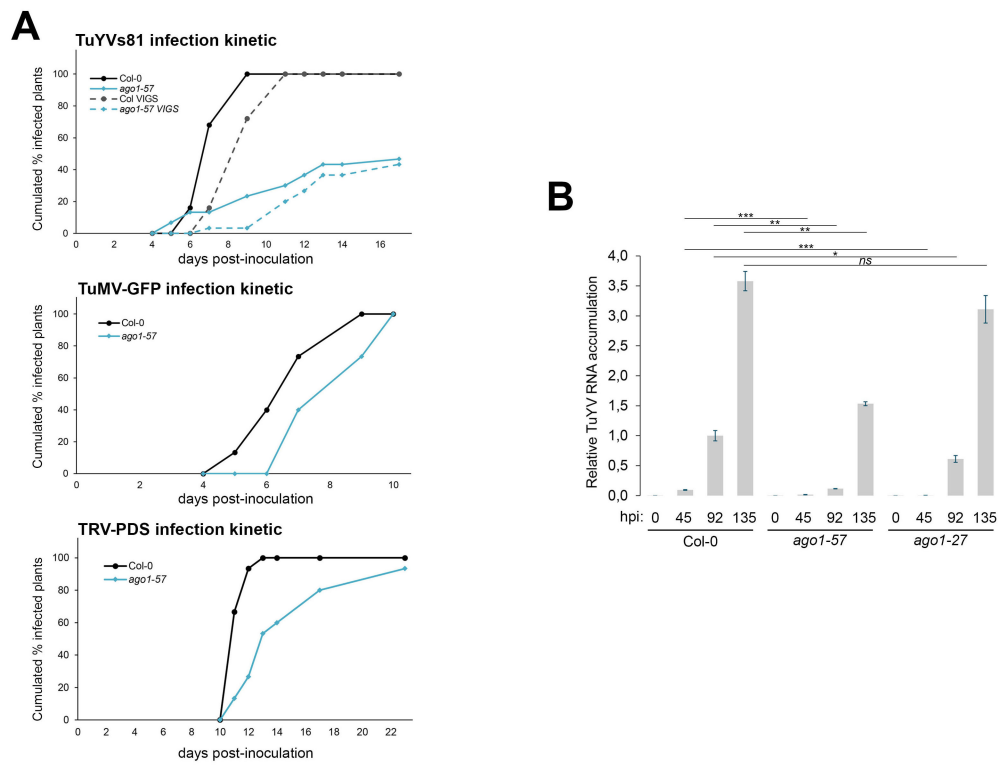 A
TuYVs81 infection kinetic
Cumulated % infected plants
100
80
60
40
20
0
Col-0
ago1-57
Col VIGS
ago1-57 VIGS
0 2 4 6 8 10 12 14 16
days post-inoculation
TuMV-GFP infection kinetic
Cumulated % infected plants
100
80
60
40
20
0
Col-0
ago1-57
0 2 4 6 8 10
days post-inoculation
TRV-PDS infection kinetic
Cumulated % infected plants
100
80
60
40
20
0
Col-0
ago1-57
0 2 4 6 8 10 12 14 16 18 20 22
days post-inoculation
B
***
**
**
***
*
ns
Relative TuYV RNA accumulation
4,0
3,5
3,0
2,5
2,0
1,5
1,0
0,5
0,0
hpi: 0 45 92 135 0 45 92 135 0 45 92 135
Col-0 ago1-57 ago1-27